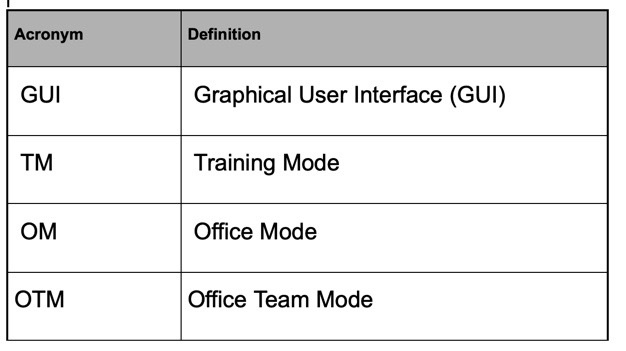 Acronym Definition
GUI Graphical User Interface (GUI)
TM Training Mode
OM Office Mode
OTM Office Team Mode